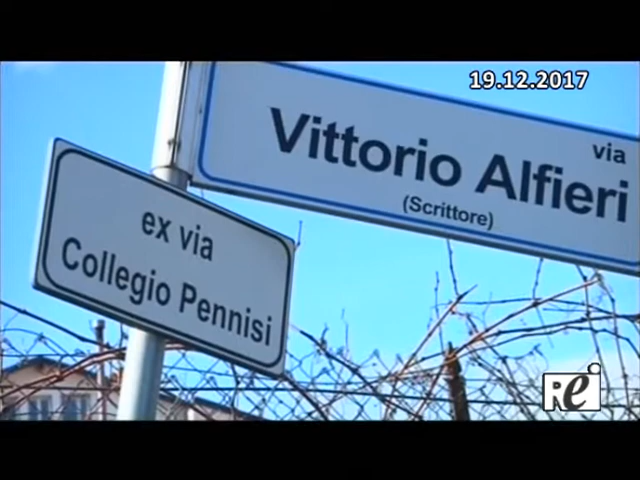 19.12.2017
via
Vittorio Alfieri
(Scrittore)
ex via
Collegio Pennisi
Rei